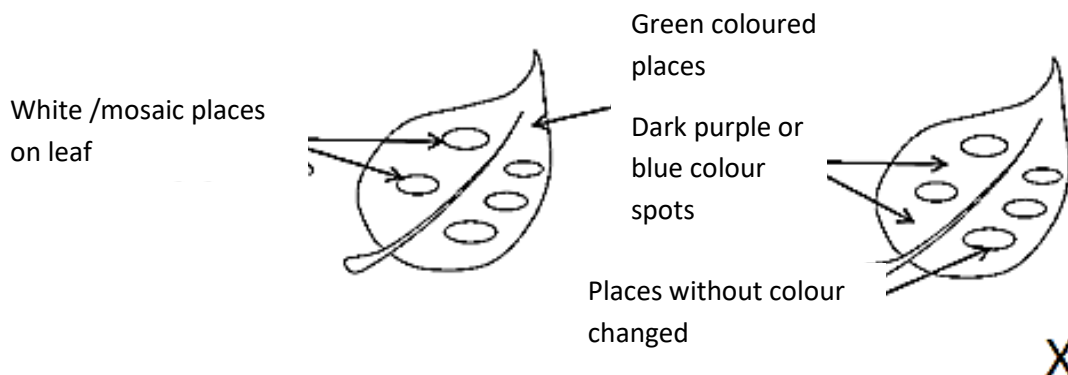 White /mosaic places
on leaf
Green coloured
places
Dark purple or
blue colour
spots
Places without colour
changed
X